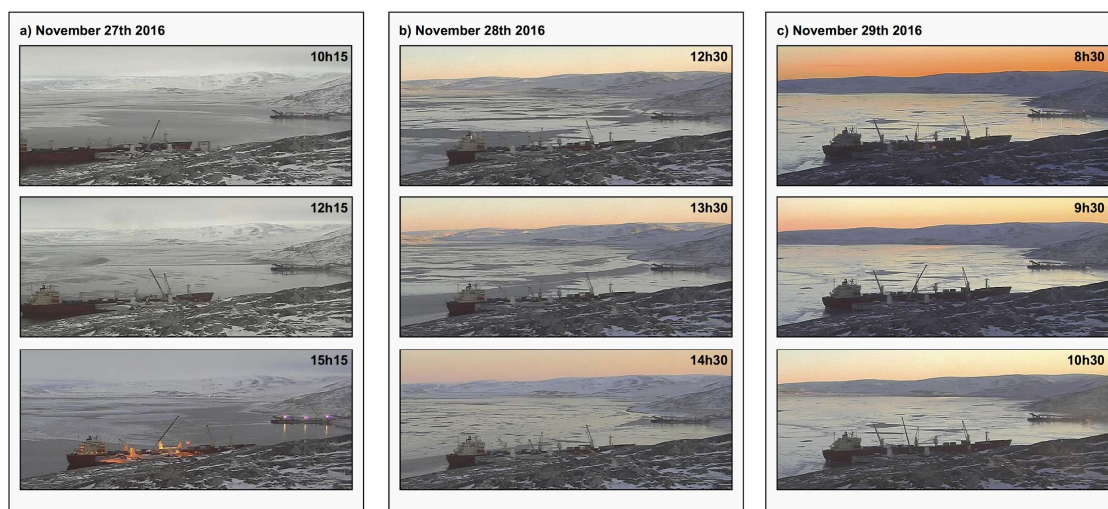 a) November 27th 2016
10h15
12h15
15h15
b) November 28th 2016
12h30
13h30
14h30
c) November 29th 2016
8h30
9h30
10h30